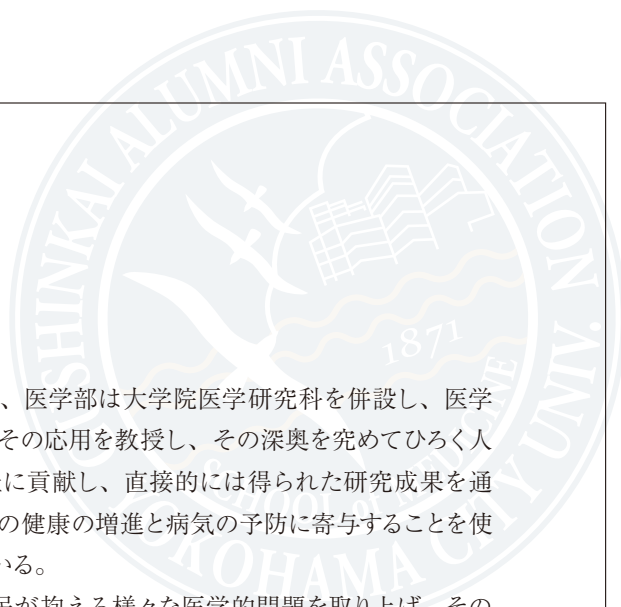 SHINKAI ALUMNI ASSOCIATION
1871
SCHOOL OF MEDICINE
YOKOHAMA CITY UNIV.
、医学部は大学院医学研究科を併設し、医学
その応用を教授し、その深奥を究めてひろく人
に貢献し、直接的には得られた研究成果を通
の健康の増進と病気の予防に寄与することを使
いる。